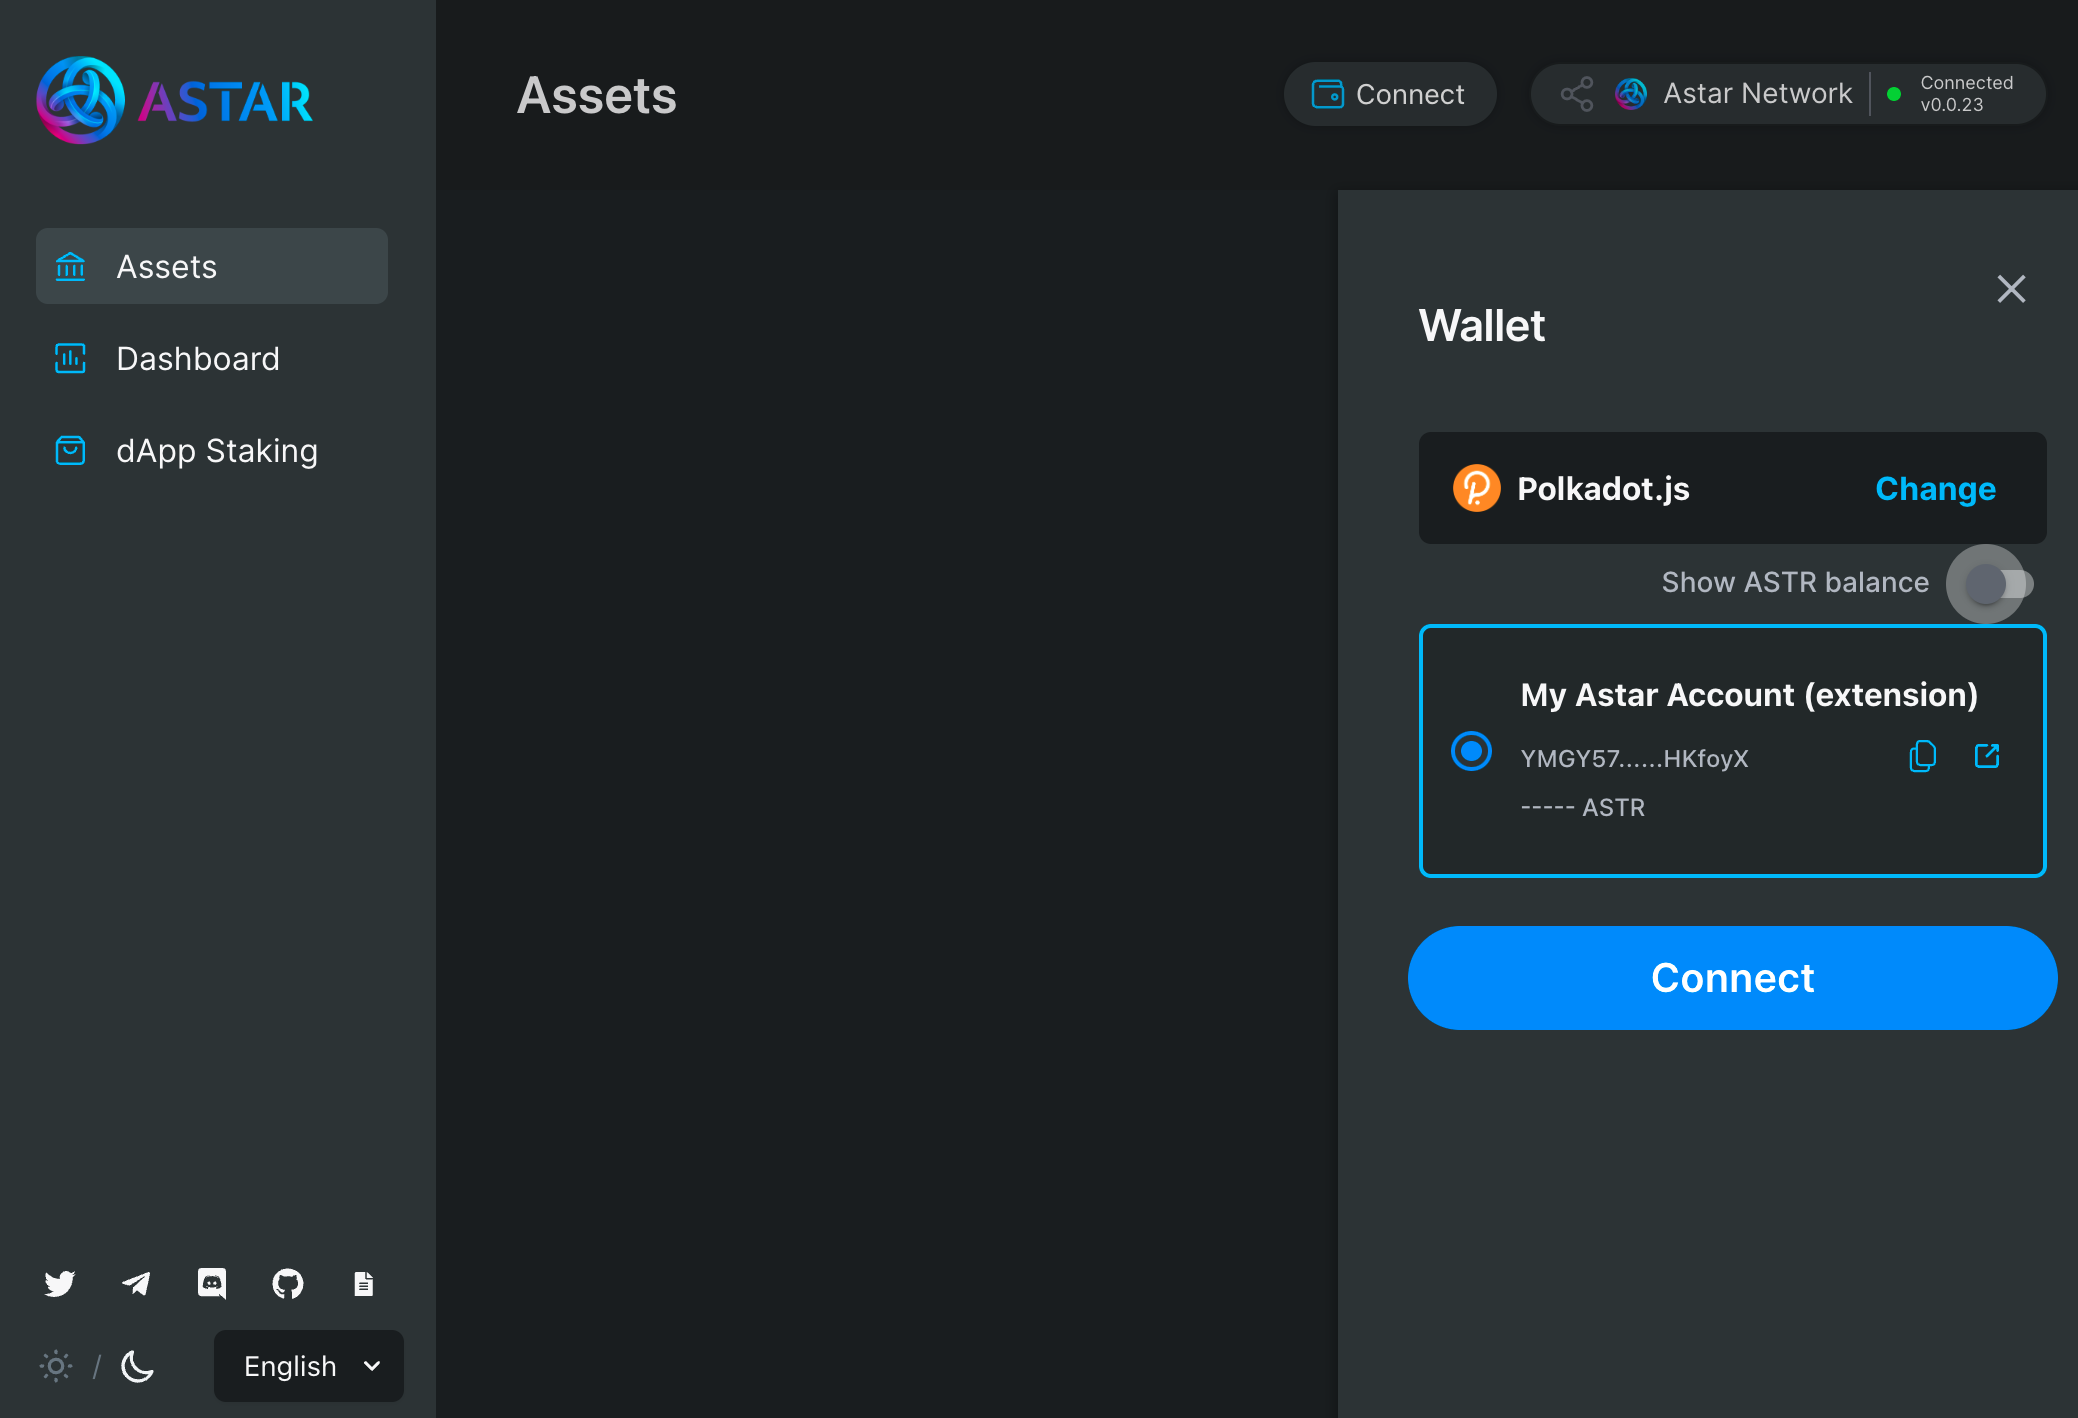 ASTAR
Assets
Dashboard
dApp Staking
English
/
Assets
Connect
Astar Network
Connected
v0.0.23
Wallet
Polkadot.js
Change
Show ASTR balance
My Astar Account (extension)
YMGY57......HKfoyX
----- ASTR
Connect